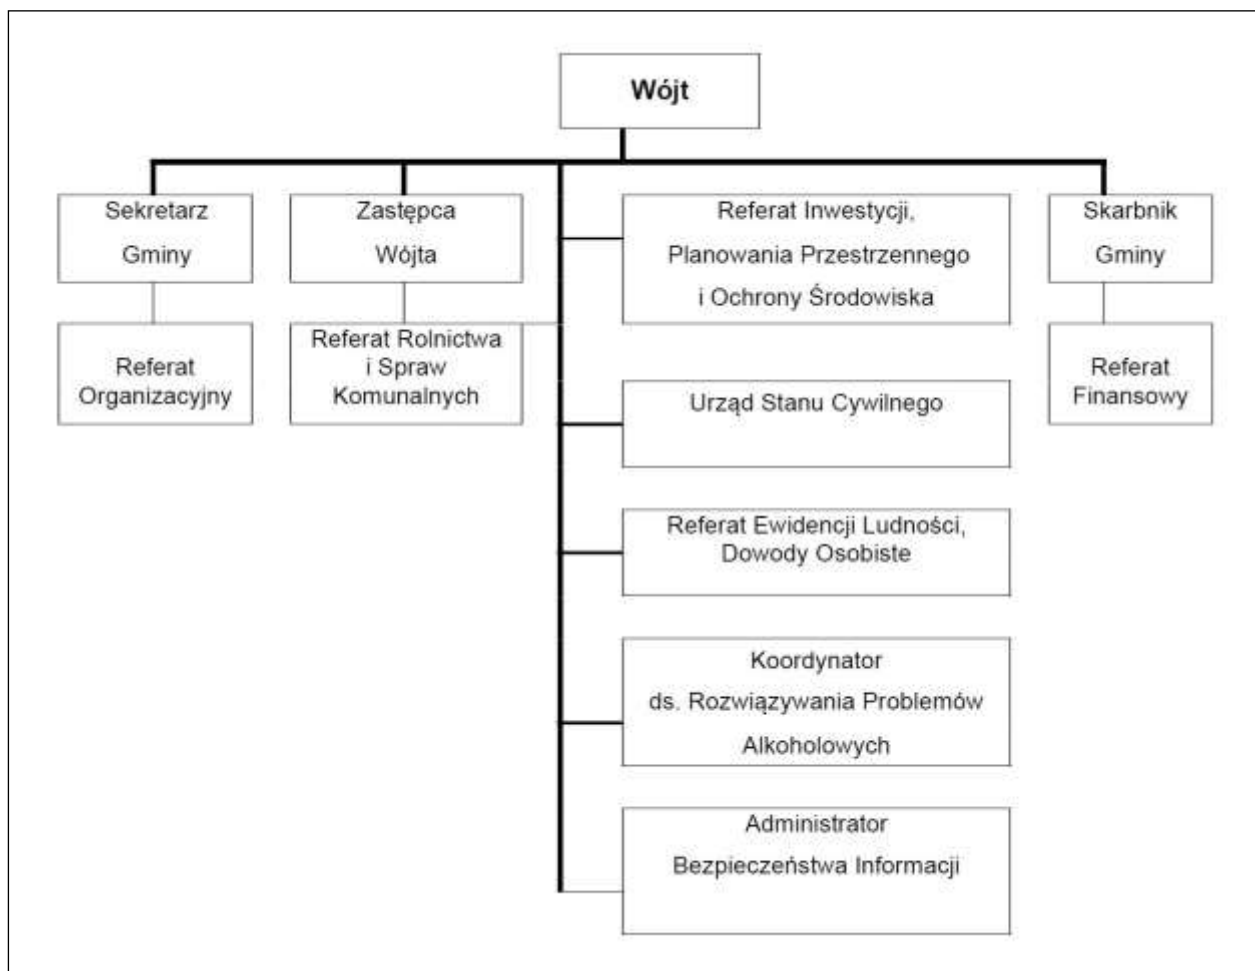 Wójt
Sekretarz
Gminy
Zastępca
Wójta
Referat Inwestycji,
Planowania Przestrzennego
i Ochrony Środowiska
Skarbnik
Gminy
Referat
Organizacyjny
Referat Rolnictwa
i Spraw
Komunalnych
Referat
Finansowy
Urząd Stanu Cywilnego
Referat Ewidencji Ludności,
Dowody Osobiste
Koordynator
ds. Rozwiązywania Problemów
Alkoholowych
Administrator
Bezpieczeństwa Informacji